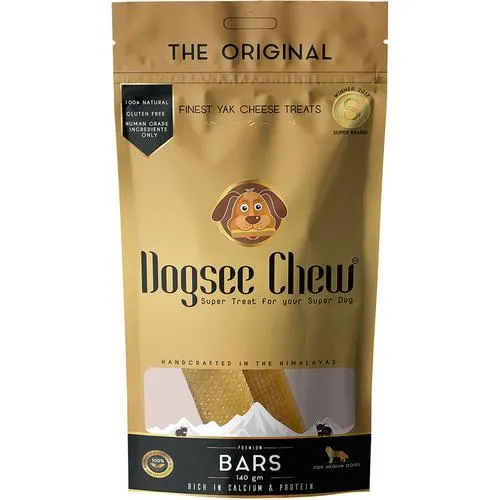 THE ORIGINAL
100% NATURAL
GLUTEN FREE
HUMAN GRADE
INGREDIENTS
ONLY
FINEST YAK CHEESE TREATS
WINNER 2017
S
SUPER BRAND
Dogsee Chew
Super Treat for your Super Dog
HANDCRAFTED IN THE HIMALAYAS
100%
PREMIUM
BARS
140 gm
RICH IN CALCIUM & PROTEIN
FOR MEDIUM DOGS